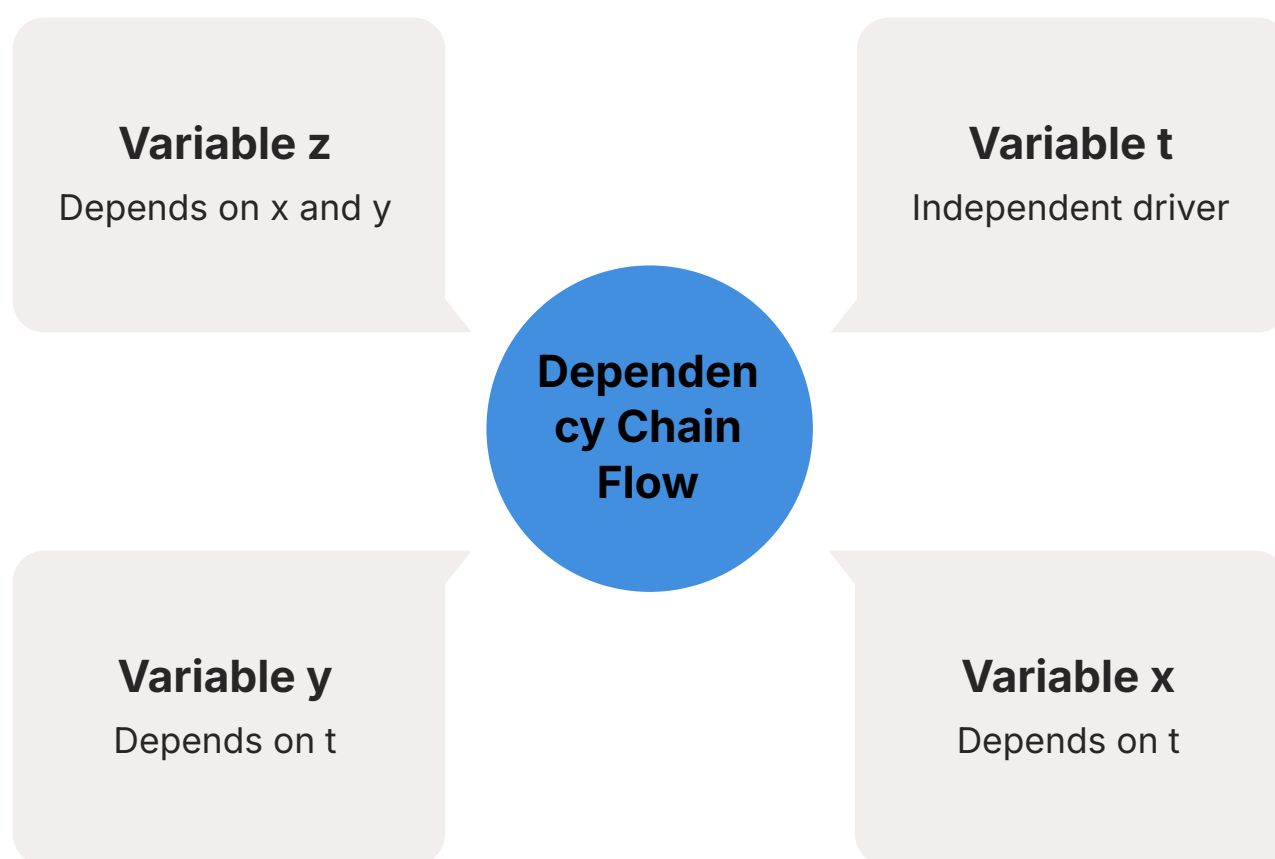 Variable z
Depends on x and y
Variable t
Independent driver
Dependen
cy Chain
Flow
Variable y
Depends on t
Variable x
Depends on t